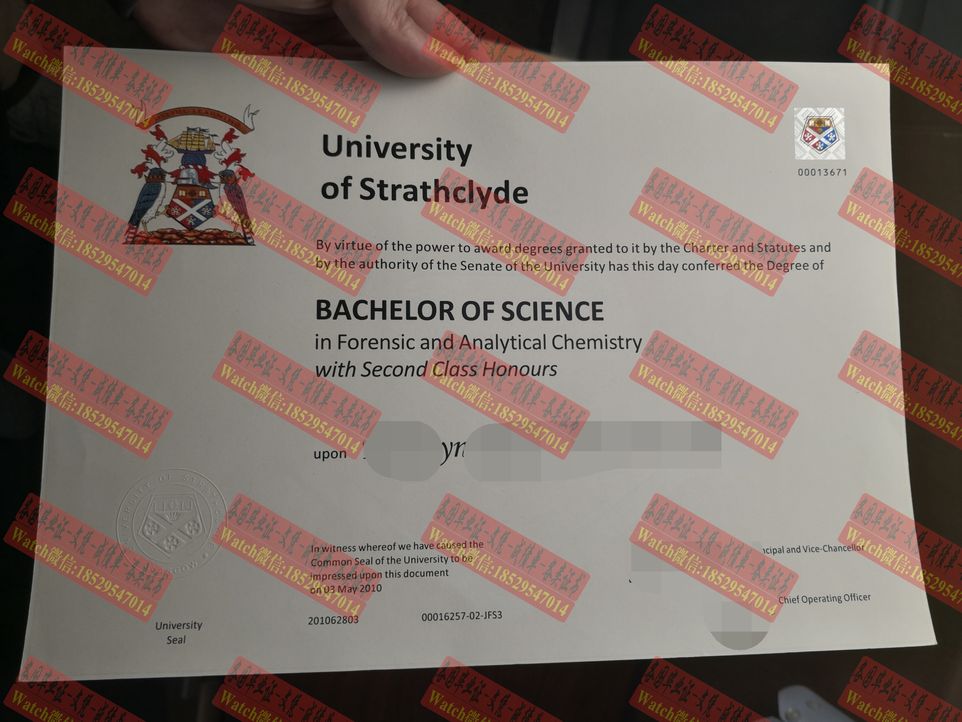 University
of Strathclyde
00013671
By virtue of the power to award degrees granted to it by the Charter and Statutes and
by the authority of the Senate of the University has this day conferred the Degree of
BACHELOR OF SCIENCE
in Forensic and Analytical Chemistry
with Second Class Honours
upon
In witness whereof we have caused the
Common Seal of the University to be
impressed upon this document
on 03 May 2010
201062803
00016257-02-JFS3
University
Seal
and Vice-Chancellor
Chief Operating Officer
Watch微信:18529547014